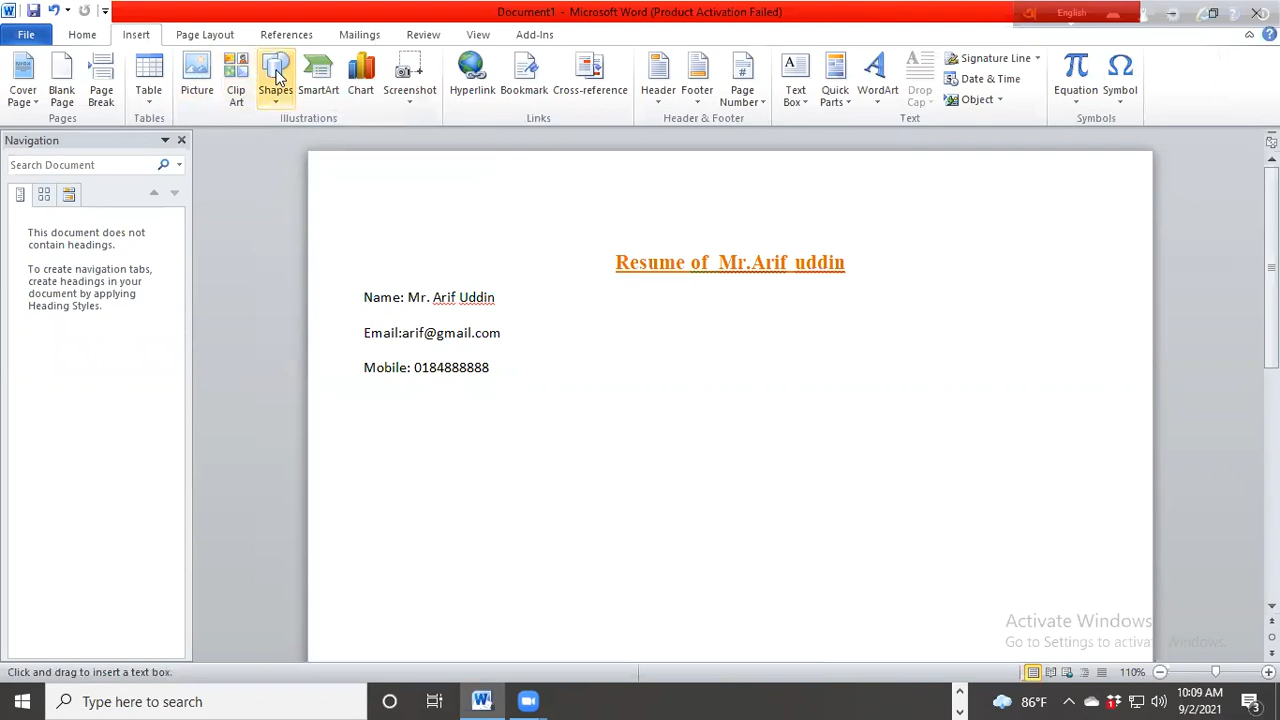 Document1 - Microsoft Word (Product Activation Failed)
English
File Home Insert Page Layout References Mailings Review View Add-Ins
Cover Page
Blank Page
Page Break
Table
Picture
Clip Art
Shapes
SmartArt
Chart
Screenshot
Hyperlink
Bookmark
Cross-reference
Header
Footer
Page Number
Text Box
Quick Parts
WordArt
Drop Cap
Signature Line
Date & Time
Object
Equation
Symbol
Pages
Tables
Illustrations
Links
Header & Footer
Text
Symbols
Navigation
Search Document
This document does not
contain headings.
To create navigation tabs,
create headings in your
document by applying
Heading Styles.
Resume of Mr.Arif uddin
Name: Mr. Arif Uddin
Email:arif@gmail.com
Mobile: 0184888888
Activate Windows
Go to Settings to activate Windows.
Click and drag to insert a text box.
110%
Type here to search
86°F
10:09 AM
9/2/2021
3